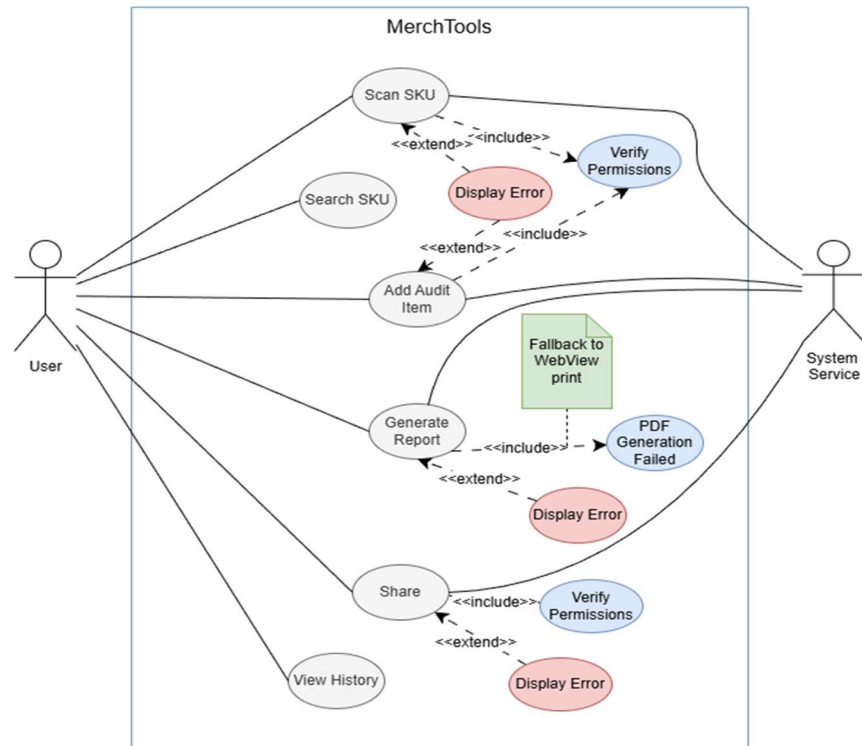 MerchTools
Scan SKU
<<include>>
<<extend>>
Verify
Permissions
Display Error
Search SKU
<<include>>
<<extend>>
Add Audit
Item
User
System
Service
Fallback to
WebView
print
Generate
Report
<<include>>
PDF
Generation
Failed
<<extend>>
Display Error
Share
<<include>>
Verify
Permissions
<<extend>>
View History
Display Error